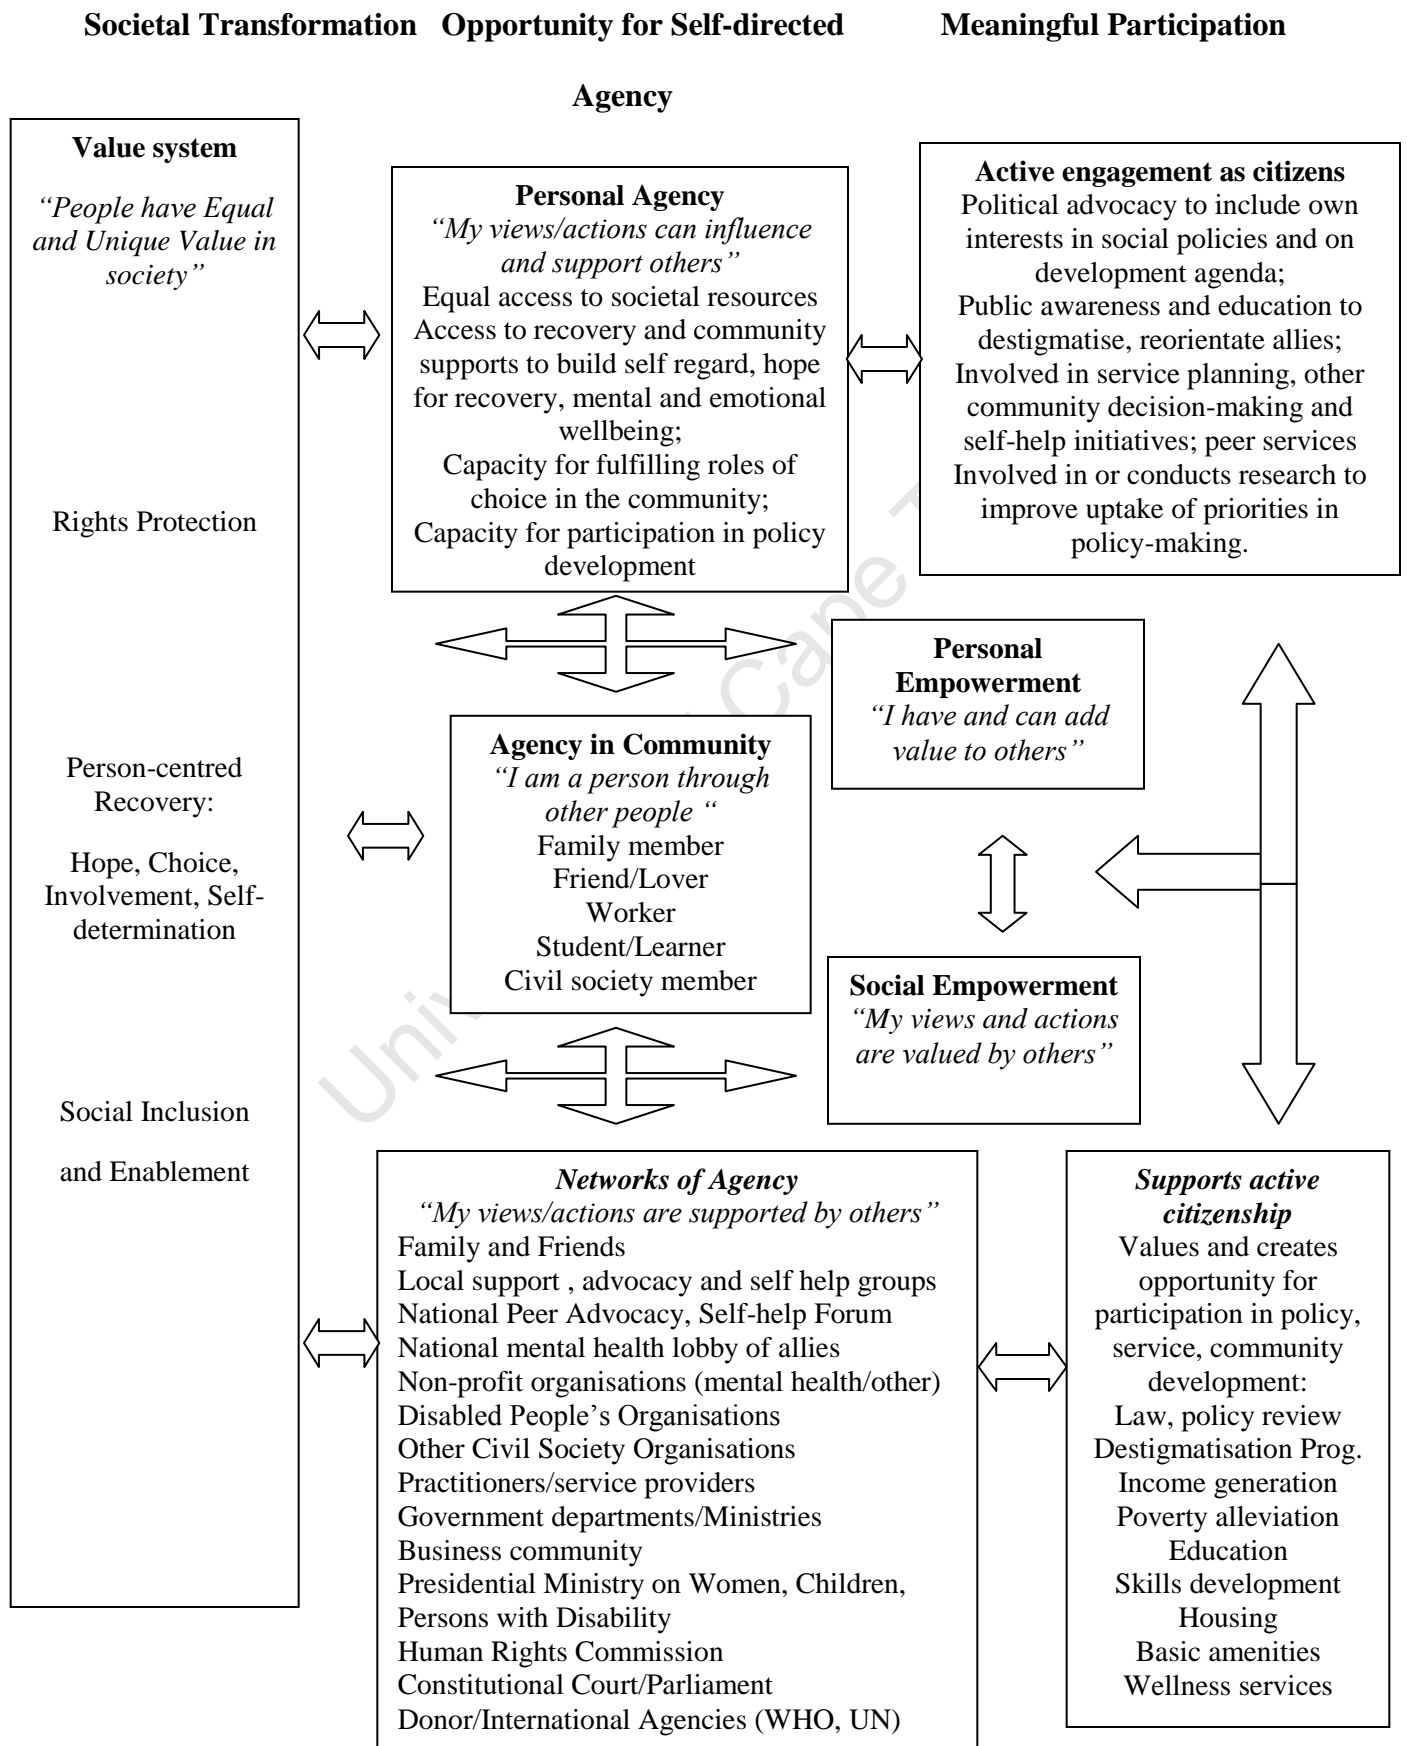 Societal Transformation Opportunity for Self-directed Meaningful Participation
Agency
Value system
“People have Equal
and Unique Value in
society”
Rights Protection
Person-centred
Recovery:
Hope, Choice,
Involvement, Self-
determination
Social Inclusion
and Enablement
Personal Agency
“My views/actions can influence
and support others”
Equal access to societal resources
Access to recovery and community
supports to build self regard, hope
for recovery, mental and emotional
wellbeing;
Capacity for fulfilling roles of
choice in the community;
Capacity for participation in policy
development
Agency in Community
“I am a person through
other people “
Family member
Friend/Lover
Worker
Student/Learner
Civil society member
Networks of Agency
“My views/actions are supported by others”
Family and Friends
Local support , advocacy and self help groups
National Peer Advocacy, Self-help Forum
National mental health lobby of allies
Non-profit organisations (mental health/other)
Disabled People’s Organisations
Other Civil Society Organisations
Practitioners/service providers
Government departments/Ministries
Business community
Presidential Ministry on Women, Children,
Persons with Disability
Human Rights Commission
Constitutional Court/Parliament
Donor/International Agencies (WHO, UN)
Active engagement as citizens
Political advocacy to include own
interests in social policies and on
development agenda;
Public awareness and education to
destigmatise, reorientate allies;
Involved in service planning, other
community decision-making and
self-help initiatives; peer services
Involved in or conducts research to
improve uptake of priorities in
policy-making.
Personal
Empowerment
“I have and can add
value to others”
Social Empowerment
“My views and actions
are valued by others”
Supports active
citizenship
Values and creates
opportunity for
participation in policy,
service, community
development:
Law, policy review
Destigmatisation Prog.
Income generation
Poverty alleviation
Education
Skills development
Housing
Basic amenities
Wellness services
Cape